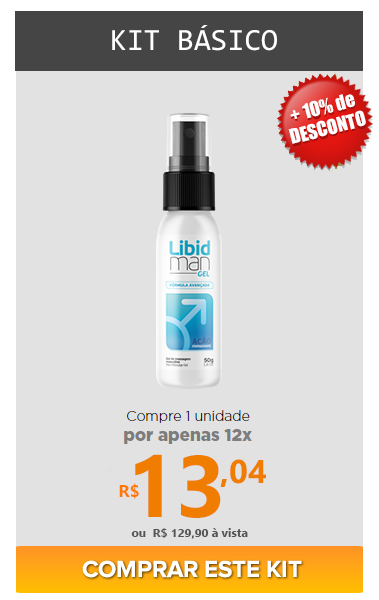 KIT BÁSICO
+ 10% de
DESCONTO
Libid
man
GEL
FÓRMULA AVANÇADA
AÇÃO
50g
Compre 1 unidade
por apenas 12x
R$ 13,04
ou R$ 129,90 à vista
COMPRAR ESTE KIT